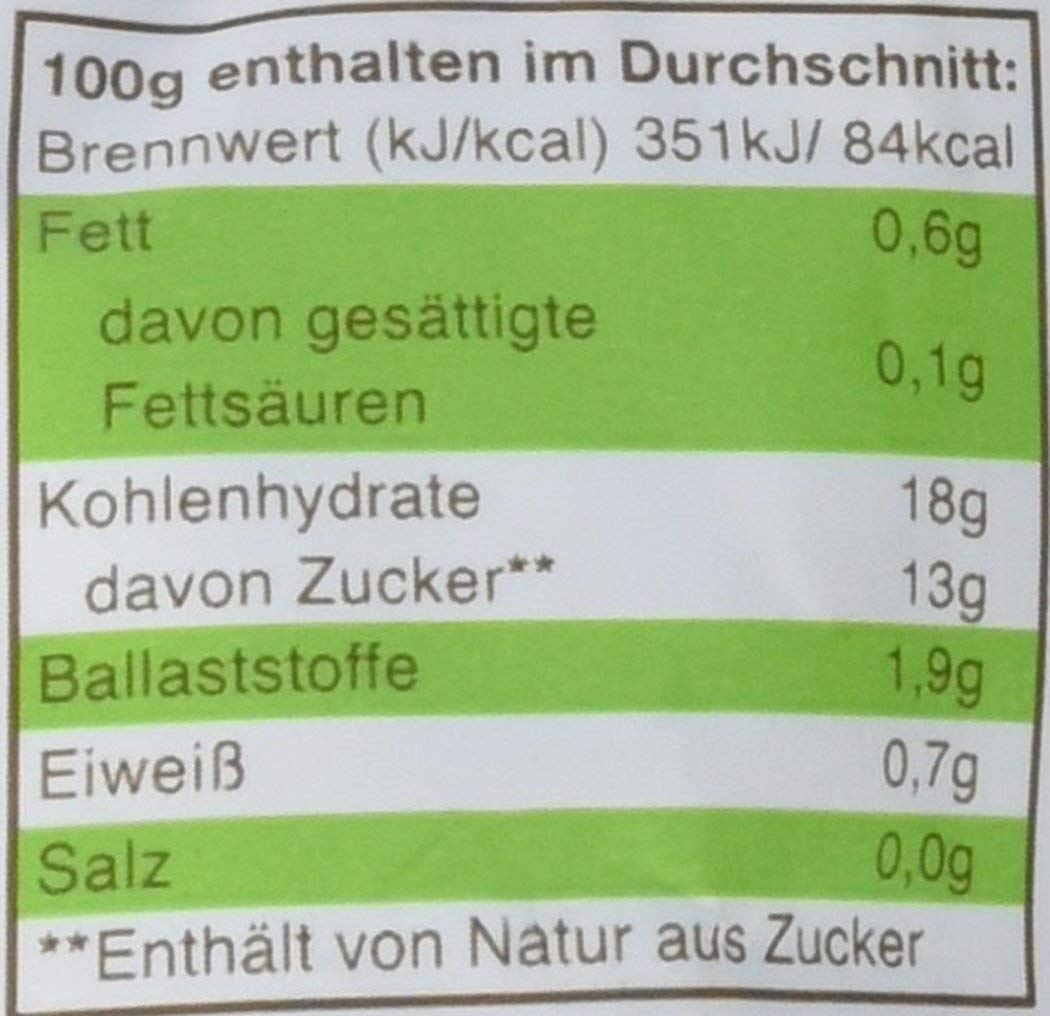 100g enthalten im Durchschnitt:
Brennwert (kJ/kcal) 351kJ/ 84kcal
Fett 0,6g
davon gesättigte
Fettsäuren 0,1g
Kohlenhydrate 18g
davon Zucker** 13g
Ballaststoffe 1,9g
Eiweiß 0,7g
Salz 0,0g
**Enthält von Natur aus Zucker